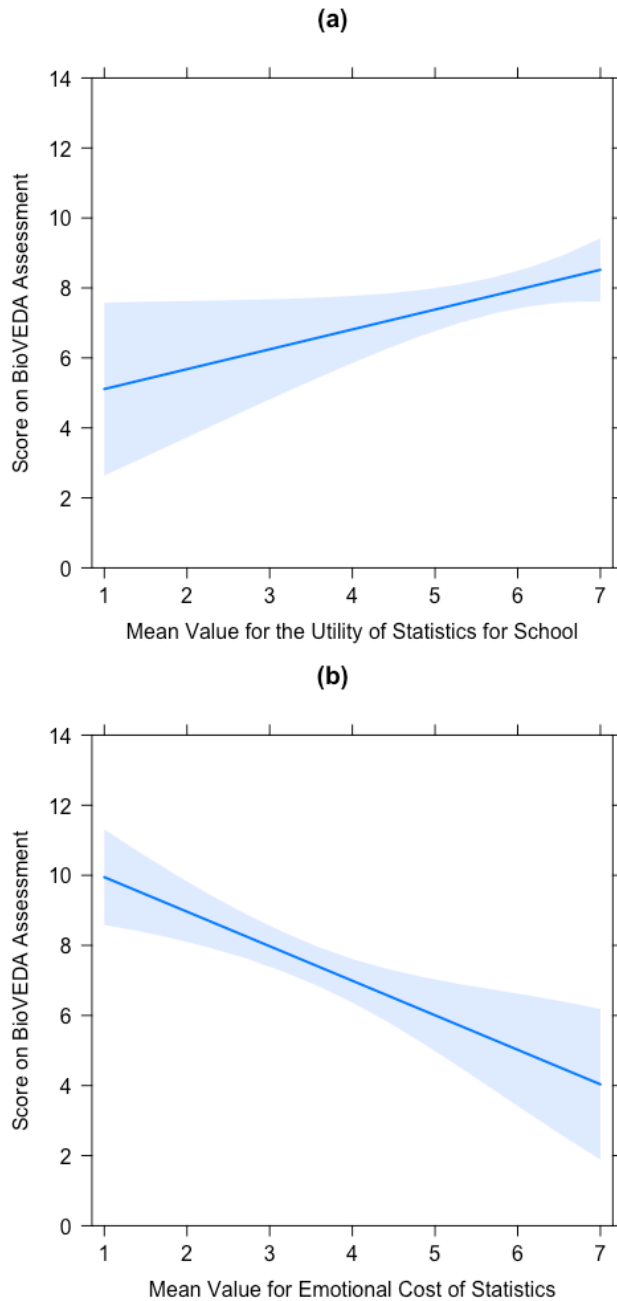 (a)
14
12
10
8
6
4
2
0
Score on BioVEDA Assessment
1 2 3 4 5 6 7
Mean Value for the Utility of Statistics for School
(b)
14
12
10
8
6
4
2
0
Score on BioVEDA Assessment
1 2 3 4 5 6 7
Mean Value for Emotional Cost of Statistics